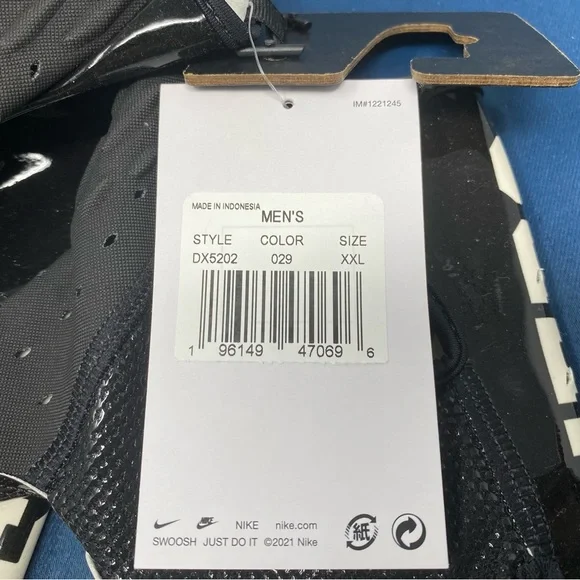 IM#1221245
MADE IN INDONESIA
MEN'S
STYLE COLOR SIZE
DX5202 029 XXL
1 96149 47069 6
NIKE nike.com 紙
SWOOSH JUST DO IT ©2021 Nike